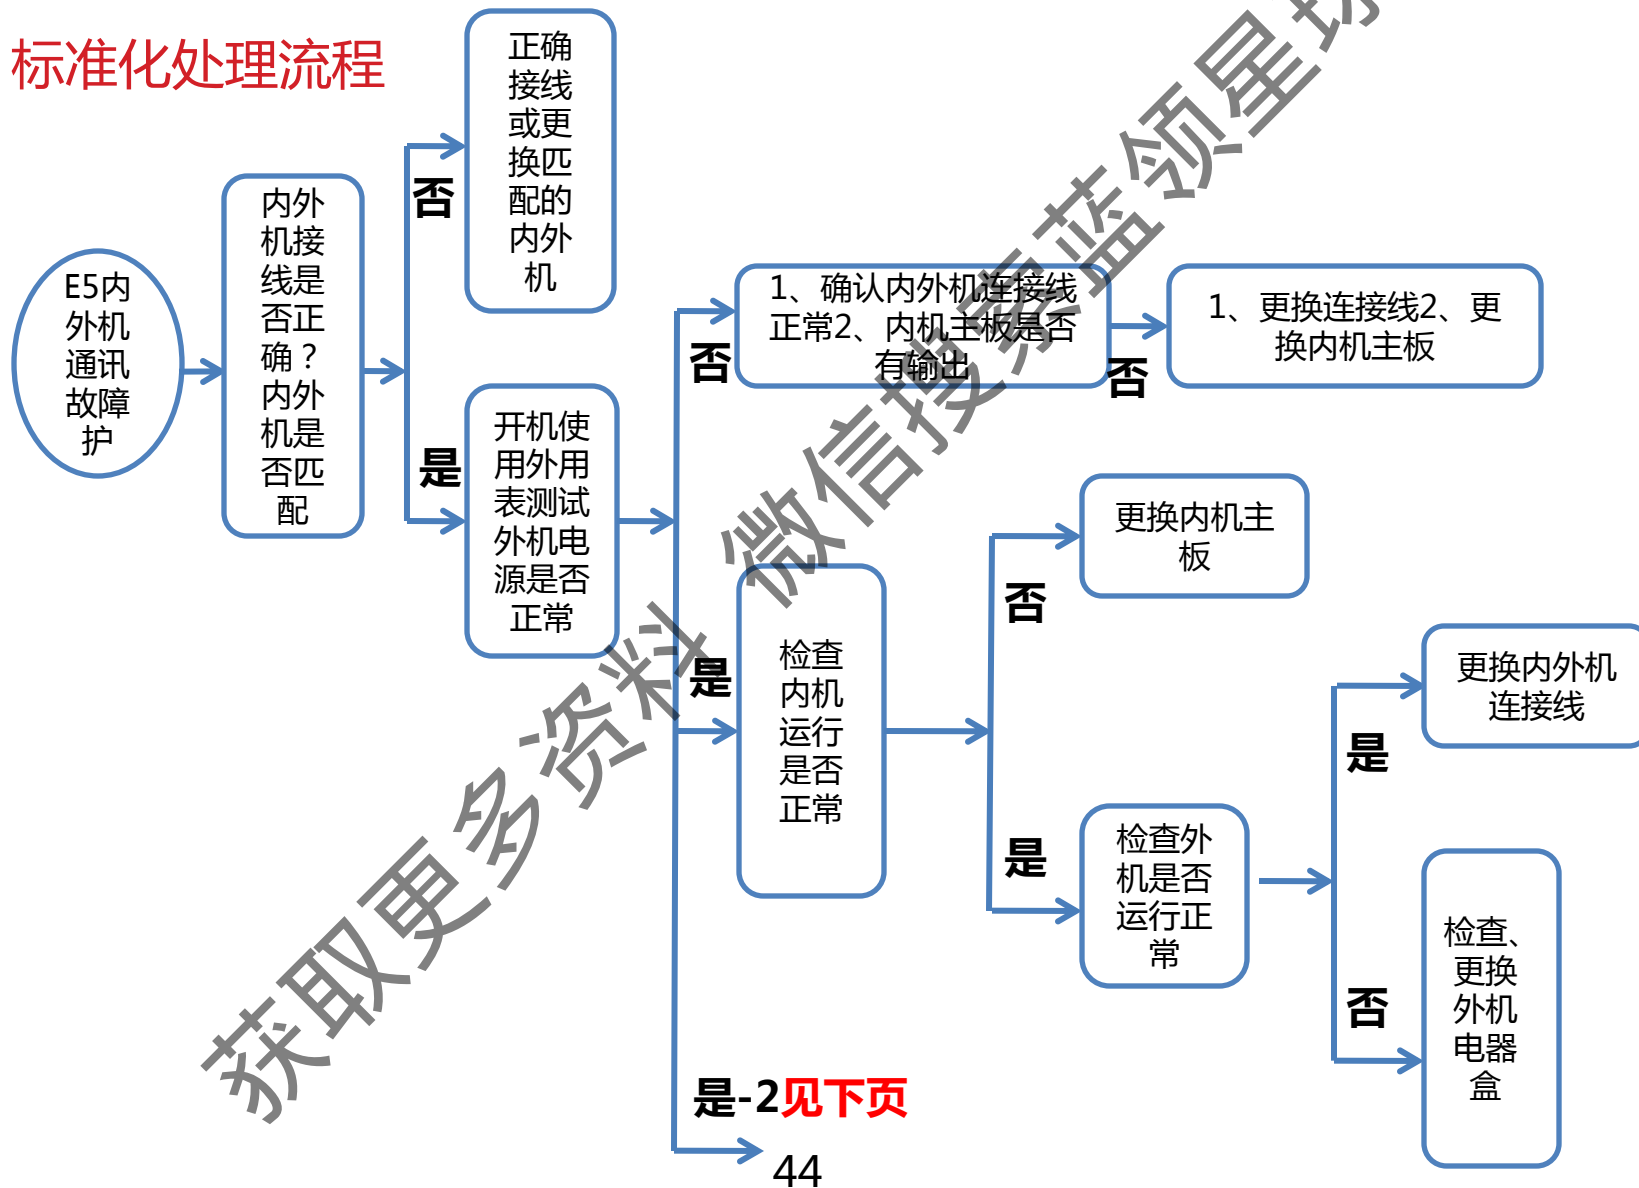 标准化处理流程
E5内
外机
通讯
故障
护
内外
机接
线是
否正
确？
内外
机是
否匹
配
否
正确
接线
或更
换匹
配的
内外
机
是
开机使
用外用
表测试
外机电
源是否
正常
否
1、确认内外机连接线
正常2、内机主板是否
有输出
否
1、更换连接线2、更
换内机主板
是
检查
内机
运行
是否
正常
否
更换内机主
板
是
检查外
机是否
运行正
常
是
更换内外机
连接线
否
检查、
更换
外机
电器
盒
是-2见下页
44
获取更多资料 微信搜索蓝领星球